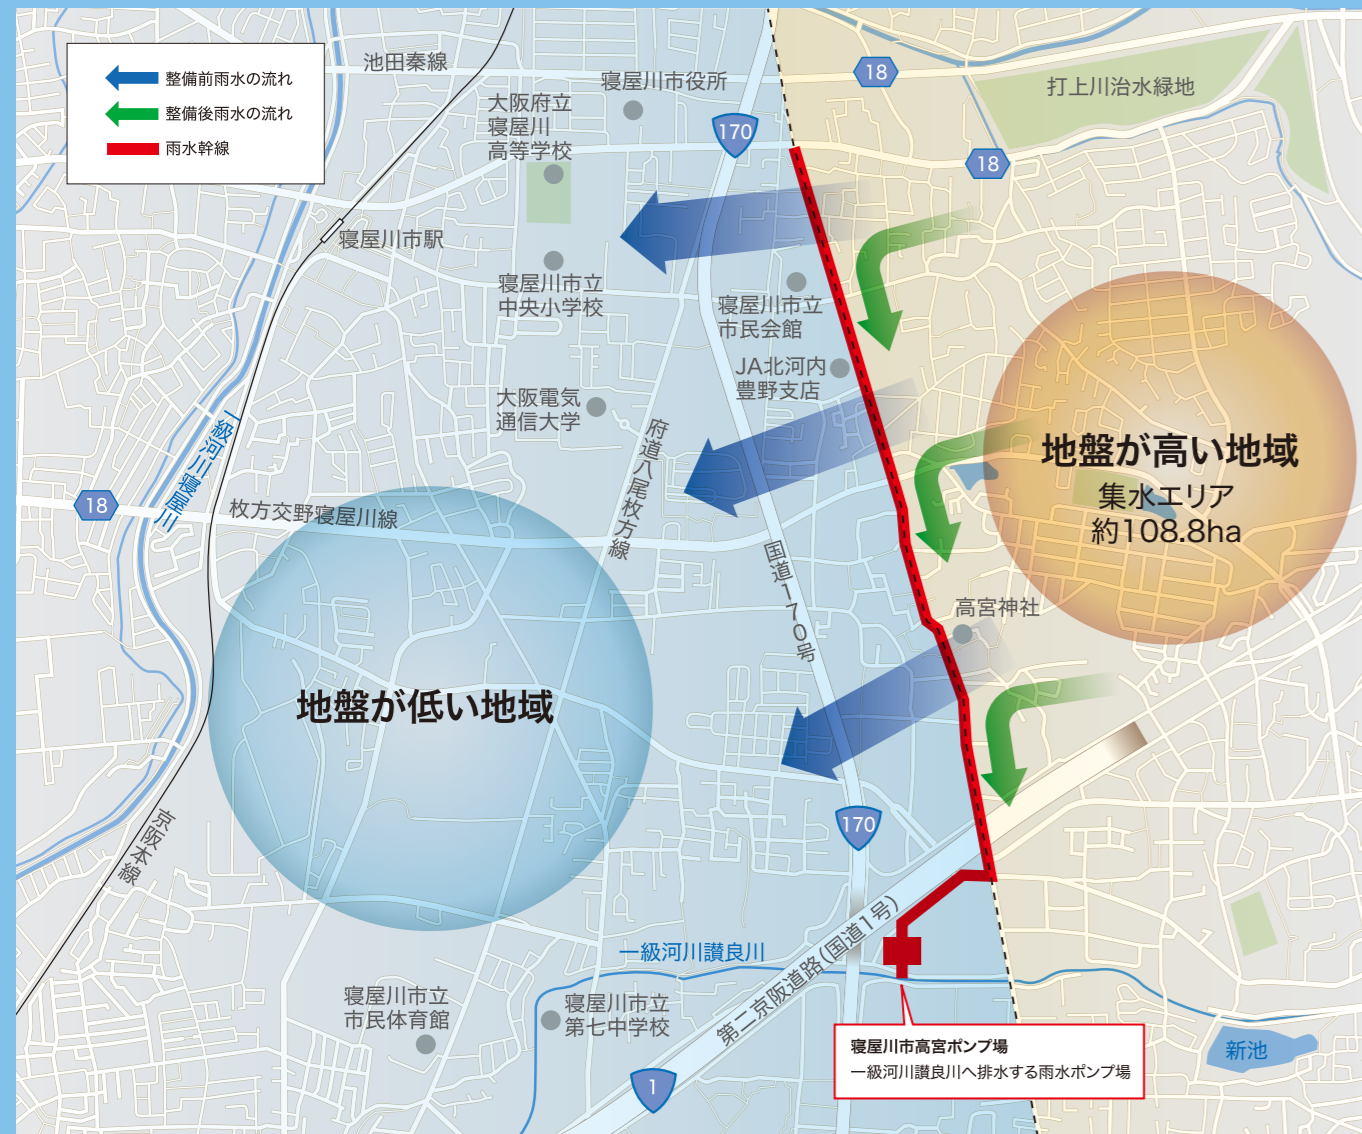 整備前雨水の流れ
整備後雨水の流れ
雨水幹線
池田秦線
寝屋川市役所
大阪府立
寝屋川
高等学校
170
18
打上川治水緑地
18
寝屋川市駅
寝屋川市立
中央小学校
寝屋川市立
市民会館
JA北河内
豊野支店
大阪電気
通信大学
府道八尾枚方線
一級河川寝屋川
18
枚方交野寝屋川線
国道170号
地盤が高い地域
集水エリア
約108.8ha
高宮神社
地盤が低い地域
京阪本線
170
第二京阪道路(国道1号)
一級河川讃良川
寝屋川市立
市民体育館
寝屋川市立
第七中学校
1
寝屋川市高宮ポンプ場
一級河川讃良川へ排水する雨水ポンプ場
新池